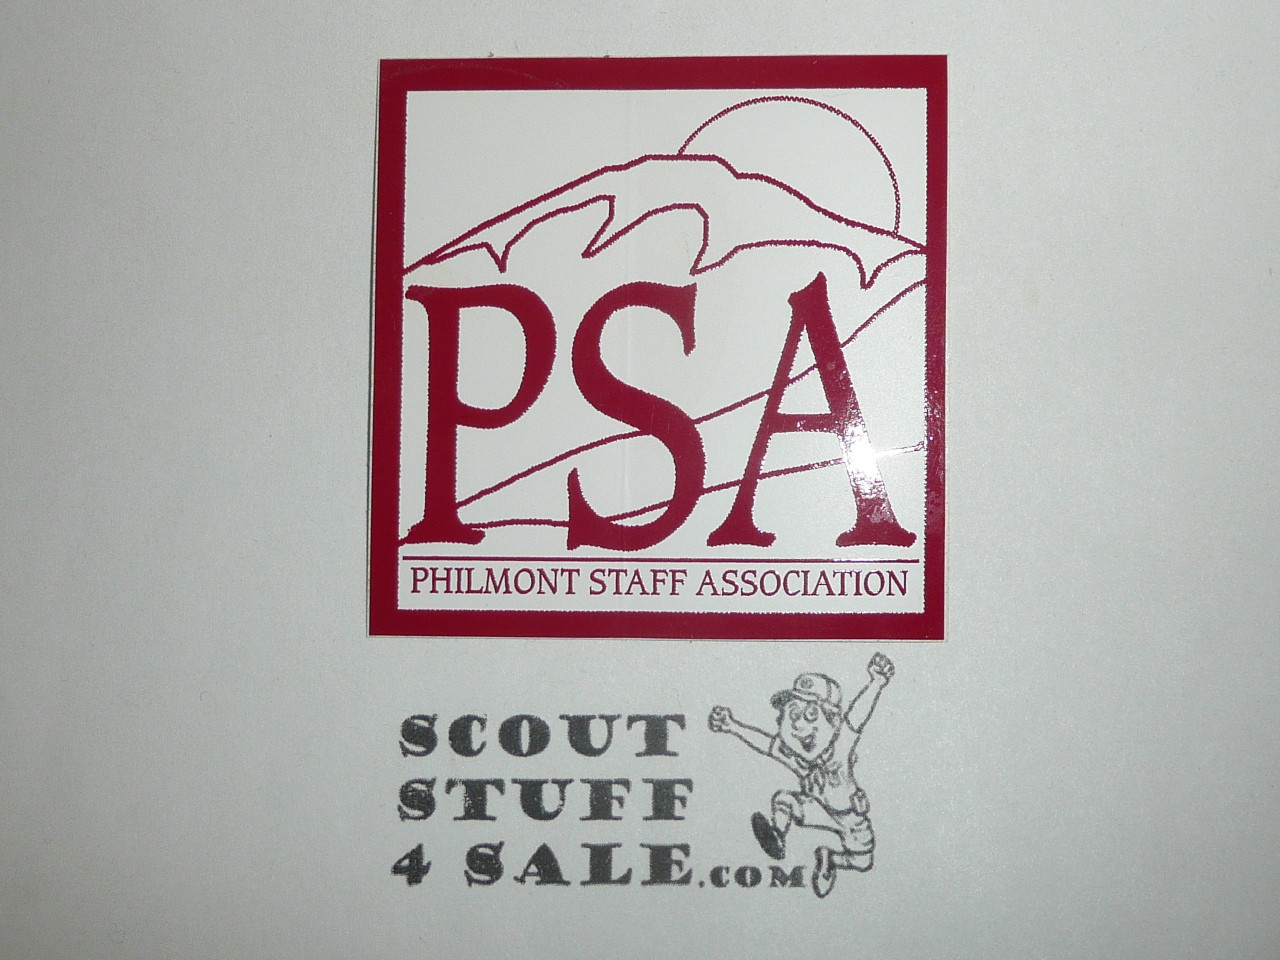 PSA
PHILMONT STAFF ASSOCIATION
SCOUT
STUFF
4 SALE.COM